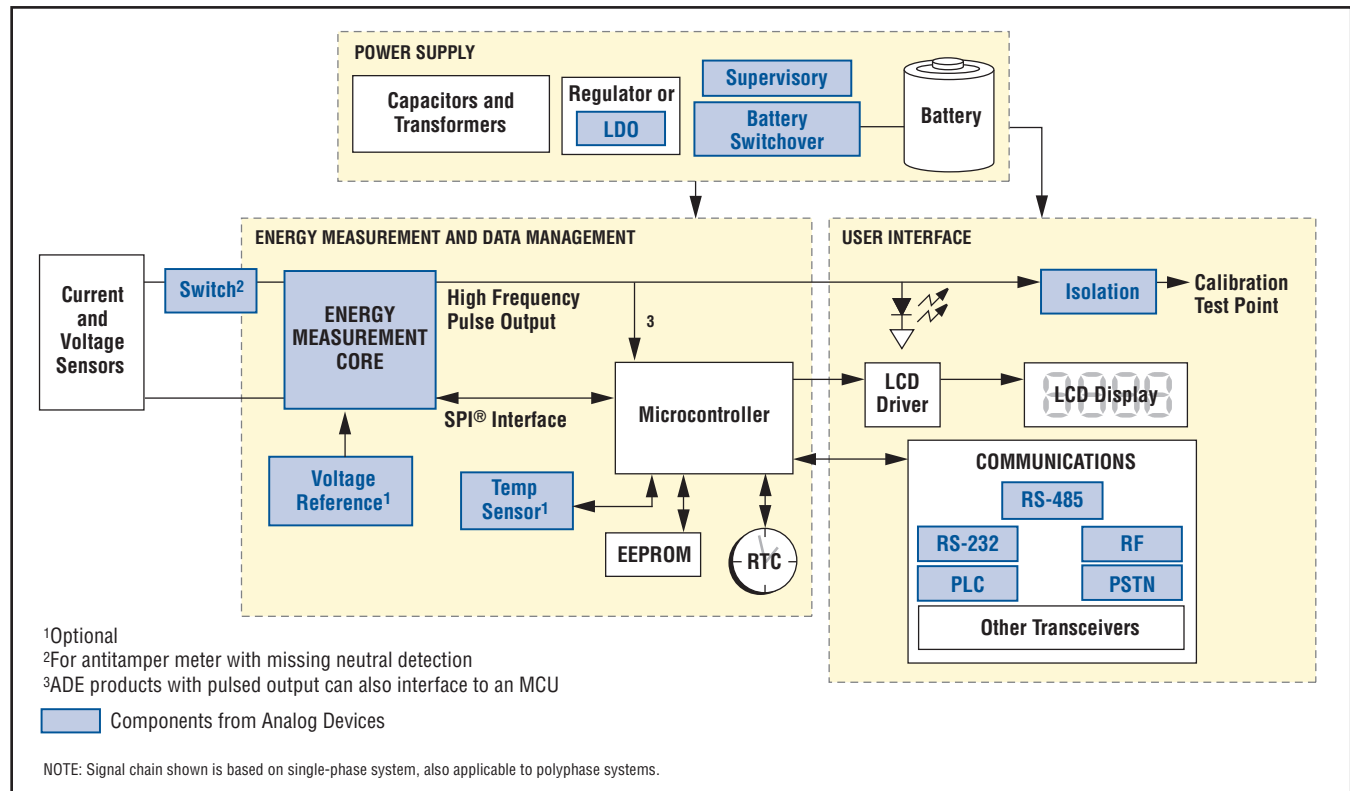 POWER SUPPLY
Capacitors and
Transformers
Regulator or
LDO
Supervisory
Battery
Switchover
Battery
ENERGY MEASUREMENT AND DATA MANAGEMENT
Current
and
Voltage
Sensors
Switch²
ENERGY
MEASUREMENT
CORE
High Frequency
Pulse Output
3
SPI® Interface
Microcontroller
Voltage
Reference¹
Temp
Sensor¹
EEPROM
RTC
USER INTERFACE
Isolation
Calibration
Test Point
LCD
Driver
LCD Display
COMMUNICATIONS
RS-485
RS-232
RF
PLC
PSTN
Other Transceivers
¹Optional
²For antitamper meter with missing neutral detection
³ADE products with pulsed output can also interface to an MCU
Components from Analog Devices
NOTE: Signal chain shown is based on single-phase system, also applicable to polyphase systems.